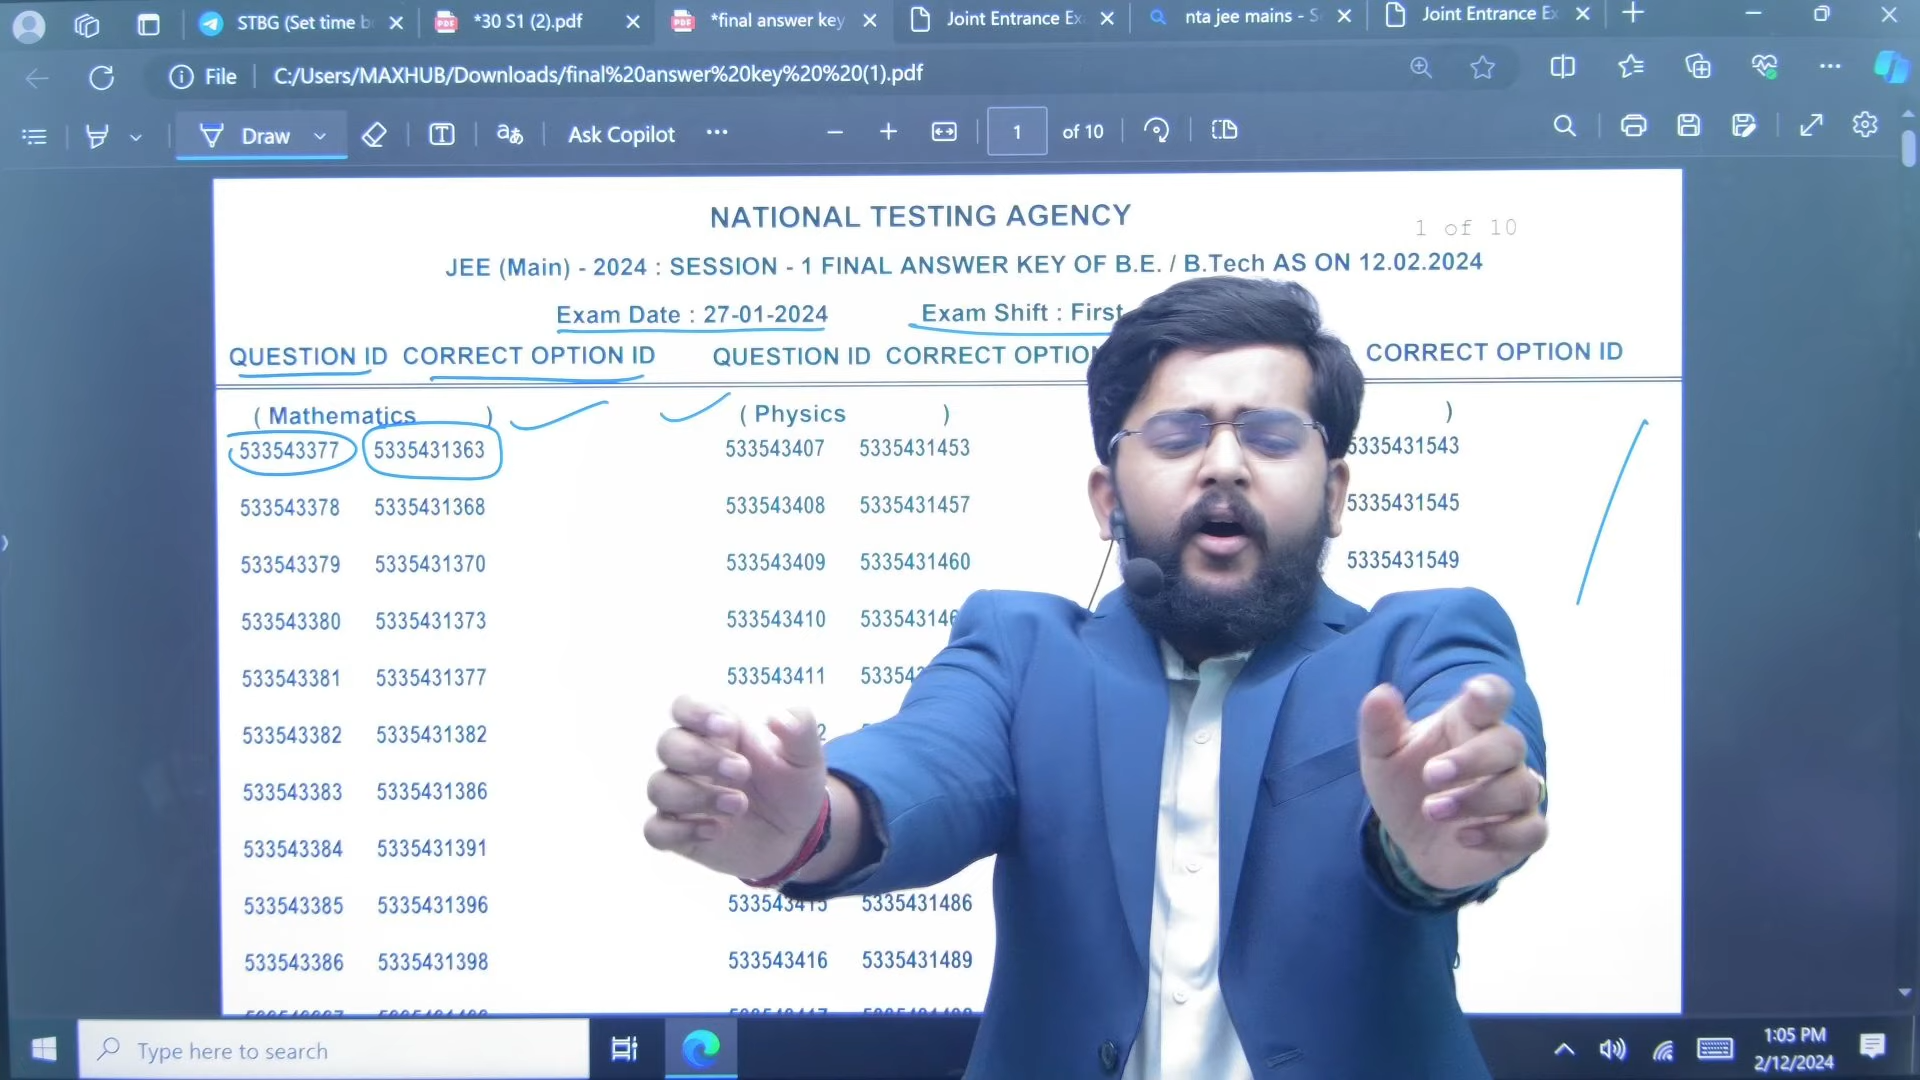 STBG (Set time b
*30 S1 (2).pdf
*final answer key
Joint Entrance Ex
nta jee mains - S
Joint Entrance Ex
File
C:/Users/MAXHUB/Downloads/final%20answer%20key%20%20(1).pdf
Draw
Ask Copilot
1
of 10
NATIONAL TESTING AGENCY
1 of 10
JEE (Main) - 2024 : SESSION - 1 FINAL ANSWER KEY OF B.E. / B.Tech AS ON 12.02.2024
Exam Date : 27-01-2024 Exam Shift : First
QUESTION ID CORRECT OPTION ID QUESTION ID CORRECT OPTION CORRECT OPTION ID
( Mathematics ) ( Physics ) )
533543377 5335431363 533543407 5335431453 5335431543
533543378 5335431368 533543408 5335431457 5335431545
533543379 5335431370 533543409 5335431460 5335431549
533543380 5335431373 533543410
533543381 5335431377 533543411
533543382 5335431382
533543383 5335431386
533543384 5335431391
533543385 5335431396 533543415 5335431486
533543386 5335431398 533543416 5335431489
Type here to search
1:05 PM
2/12/2024